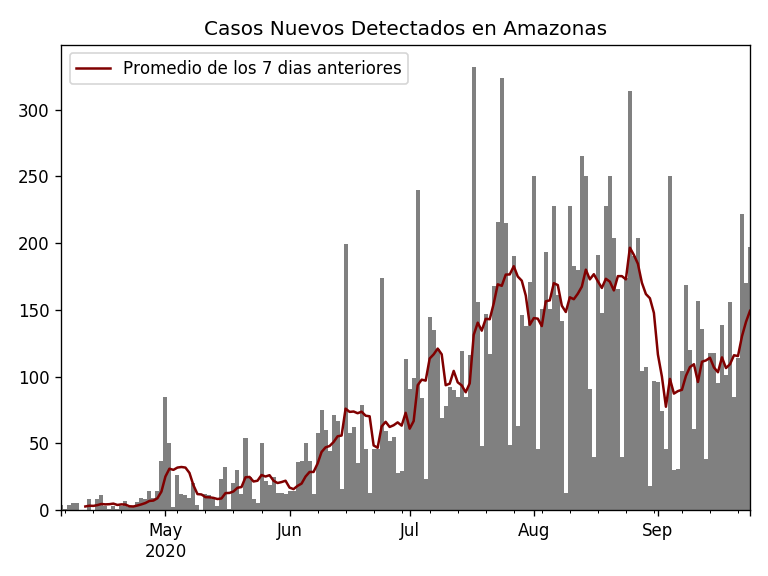 Casos Nuevos Detectados en Amazonas
Promedio de los 7 dias anteriores
300
250
200
150
100
50
0
May
2020
Jun
Jul
Aug
Sep